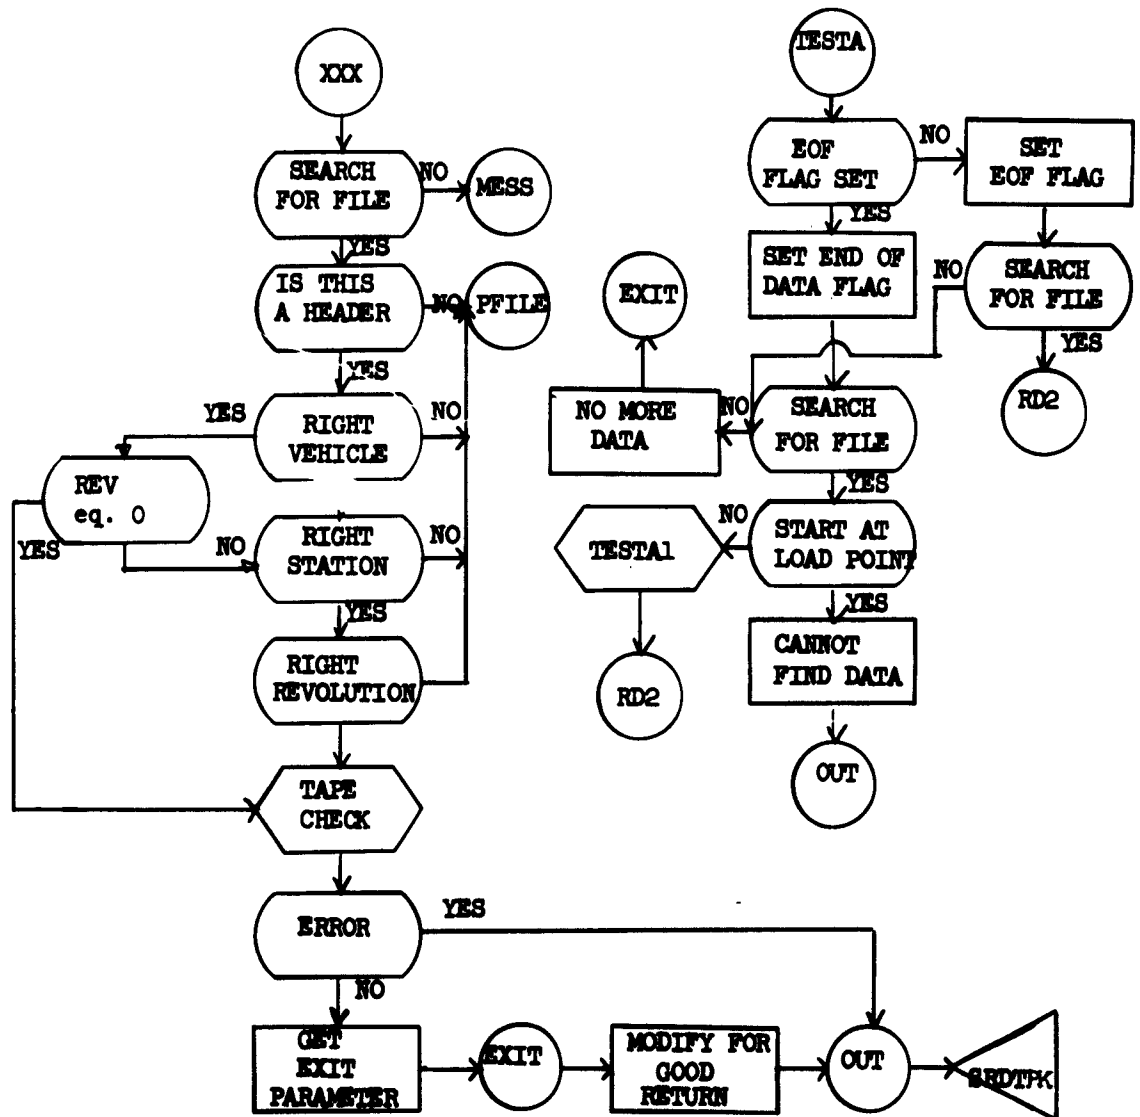 XXX
SEARCH
FOR FILE
NO
MESS
YES
IS THIS
A HEADER
NO
PFILE
YES
RIGHT
VEHICLE
YES
NO
REV
eq. 0
YES
NO
RIGHT
STATION
NO
YES
RIGHT
REVOLUTION
TAPE
CHECK
ERROR
YES
NO
GET
EXIT
PARAMETER
EXIT
MODIFY FOR
GOOD
RETURN
OUT
SRDTPK
TESTA
EOF
FLAG SET
NO
SET
EOF FLAG
YES
SET END OF
DATA FLAG
NO
SEARCH
FOR FILE
YES
RD2
EXIT
NO MORE
DATA
NO
SEARCH
FOR FILE
YES
NO
START AT
LOAD POINT
TESTA1
RD2
YES
CANNOT
FIND DATA
OUT